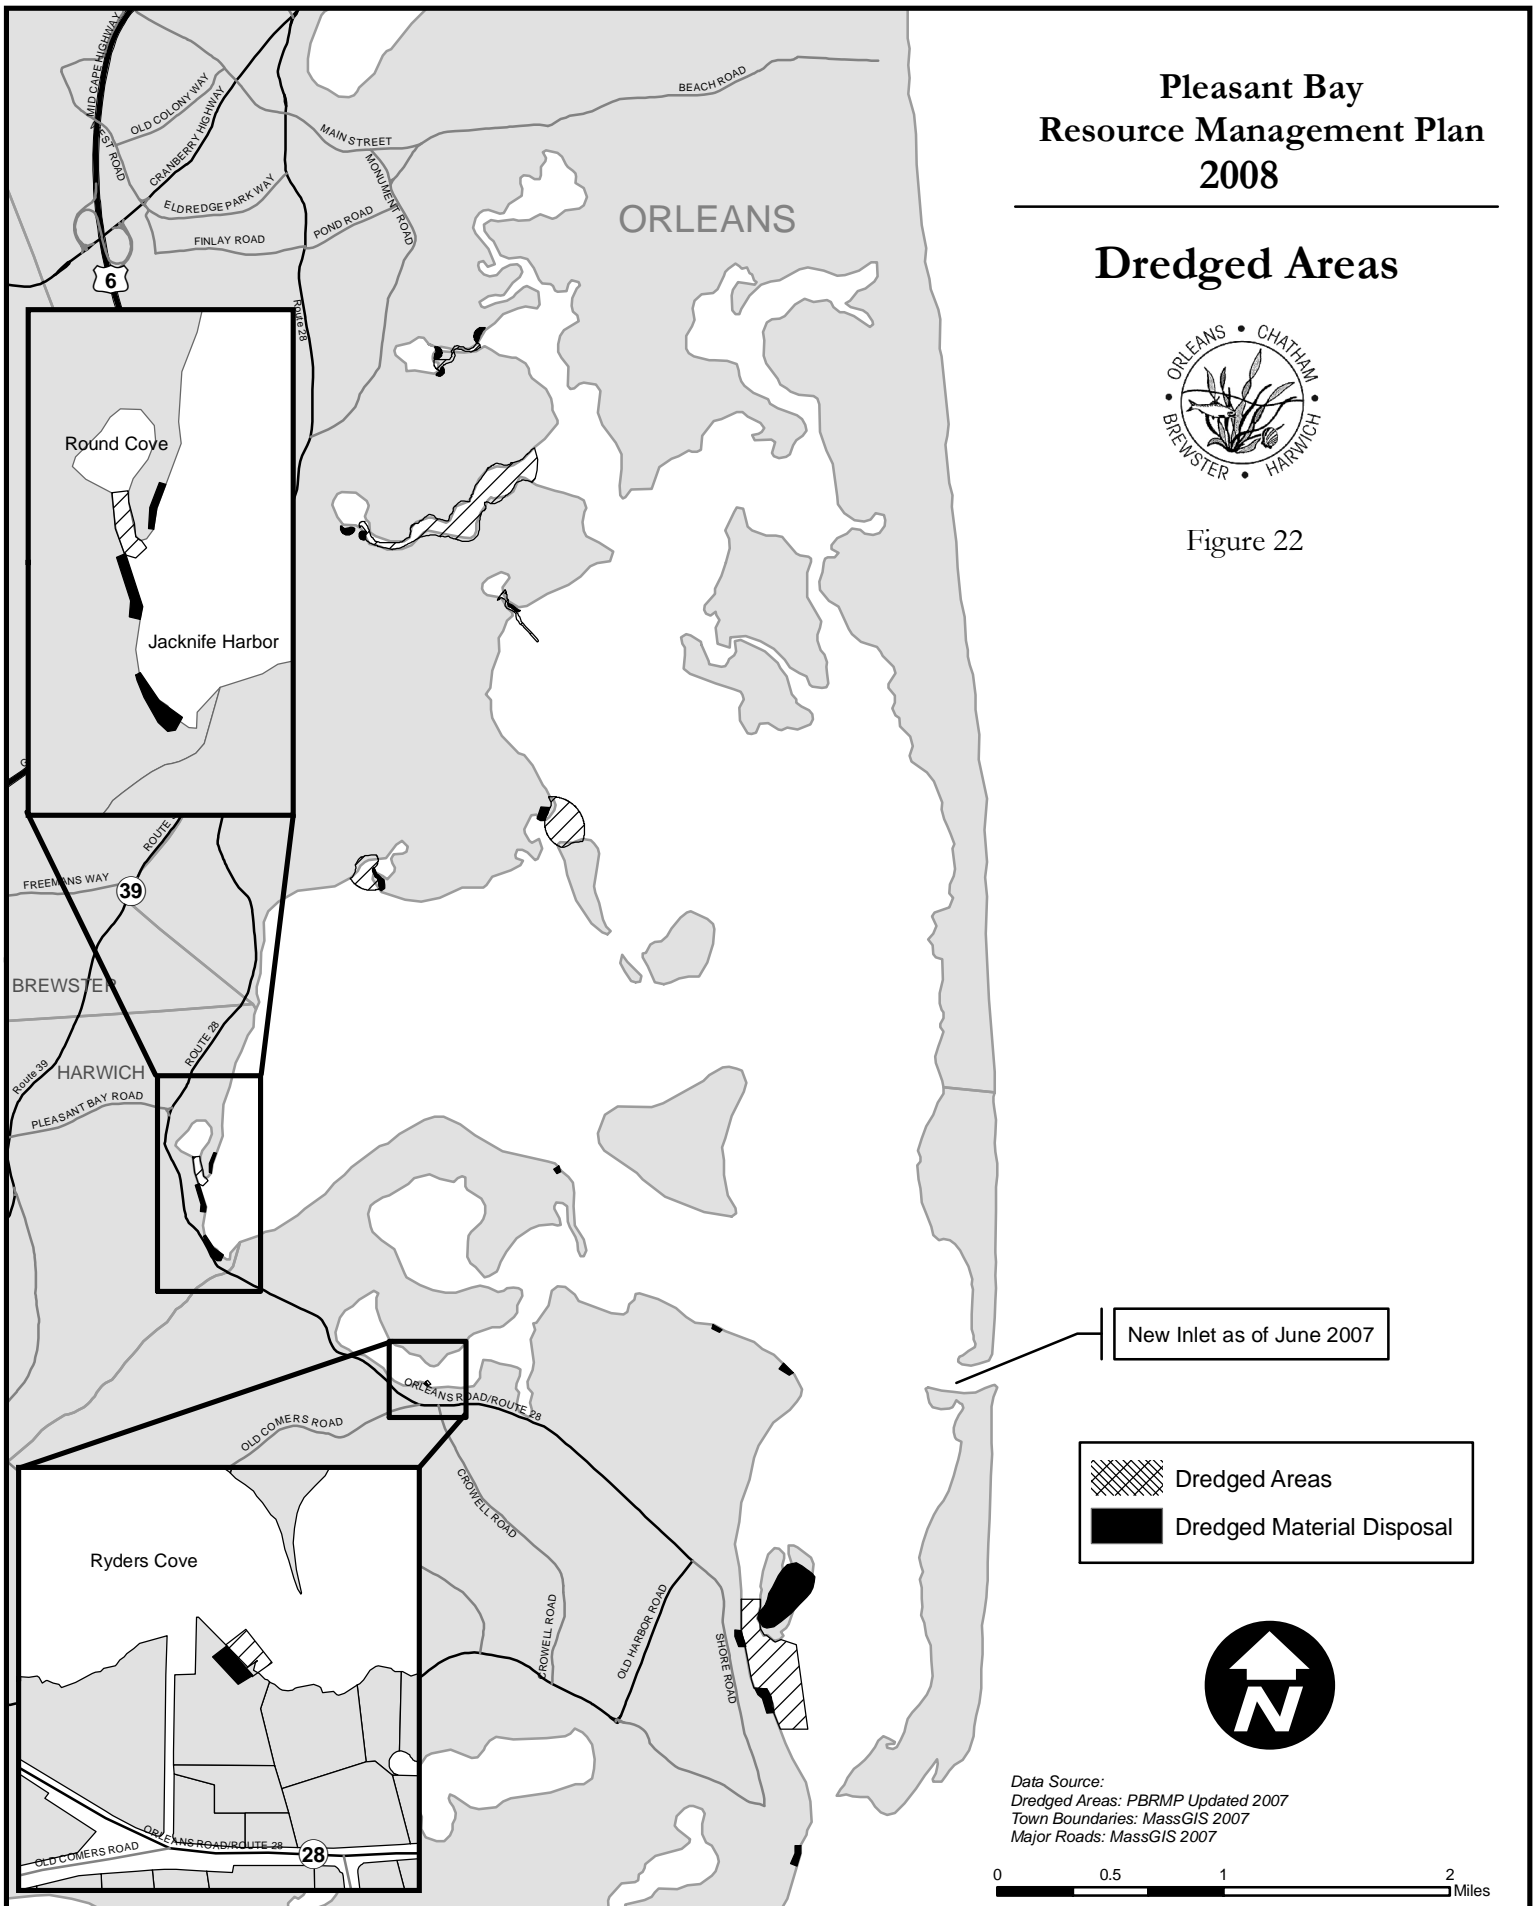 Pleasant Bay
Resource Management Plan
2008
Dredged Areas
ORLEANS • CHATHAM • HARWICH • BREWSTER •
Figure 22
MID CAPE HIGHWAY
WEST ROAD
OLD COLONY WAY
CRANBERRY HIGHWAY
MAIN STREET
BEACH ROAD
MONUMENT ROAD
ELDREDGE PARK WAY
POND ROAD
FINLAY ROAD
ORLEANS
6
Route 28
Round Cove
Jacknife Harbor
G
ROUTE
FREEMANS WAY
39
BREWSTER
ROUTE 28
Route 39
HARWICH
PLEASANT BAY ROAD
New Inlet as of June 2007
ORLEANS ROAD/ROUTE 28
OLD COMERS ROAD
CROWELL ROAD
CROWELL ROAD
OLD HARBOR ROAD
SHORE ROAD
Ryders Cove
ORLEANS ROAD/ROUTE 28
28
OLD COMERS ROAD
Dredged Areas
Dredged Material Disposal
N
Data Source:
Dredged Areas: PBRMP Updated 2007
Town Boundaries: MassGIS 2007
Major Roads: MassGIS 2007
0 0.5 1 2
Miles